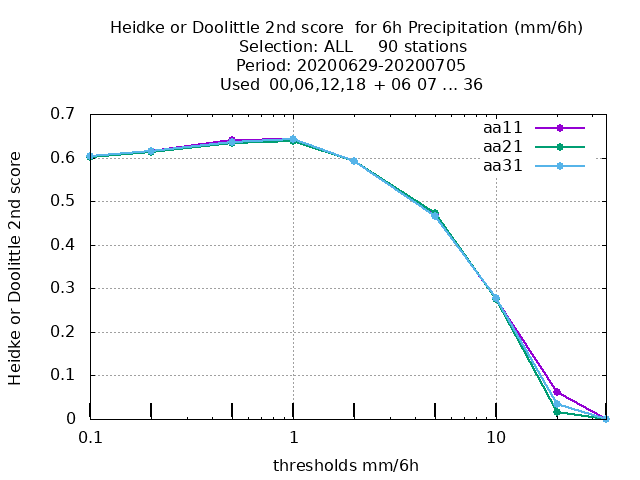 Heidke or Doolittle 2nd score  for 6h Precipitation (mm/6h)
Selection: ALL     90 stations
Period: 20200629-20200705
Used  00,06,12,18  + 06 07 ... 36
0.7
0.6
0.5
0.4
0.3
0.2
0.1
0
Heidke or Doolittle 2nd score
aa11
aa21
aa31
0.1
1
10
thresholds mm/6h